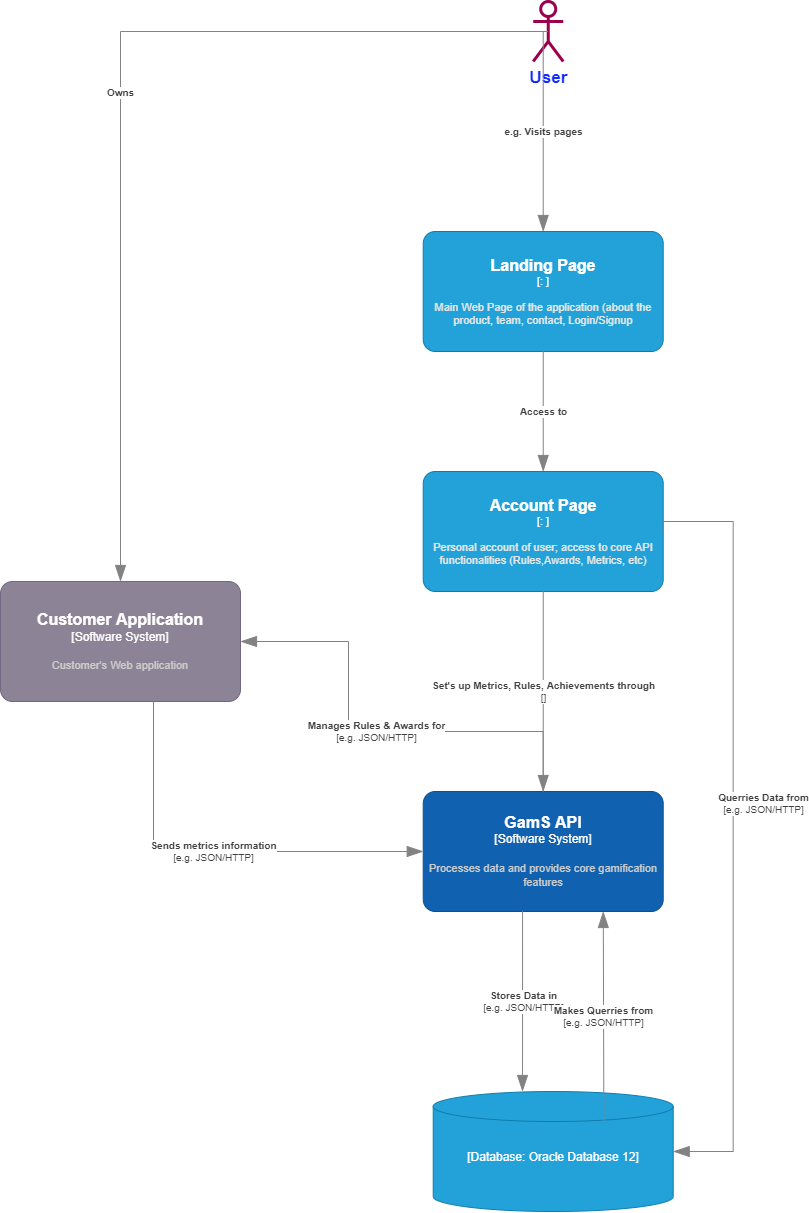 User
Owns
e.g. Visits pages
Landing Page
[: ]
Main Web Page of the application (about the
product, team, contact, Login/Signup
Access to
Account Page
[: ]
Personal account of user; access to core API
functionalities (Rules,Awards, Metrics, etc)
Customer Application
[Software System]
Customer's Web application
Set's up Metrics, Rules, Achievements through
[]
Manages Rules & Awards for
[e.g. JSON/HTTP]
Querries Data from
[e.g. JSON/HTTP]
GamS API
[Software System]
Processes data and provides core gamification
features
Sends metrics information
[e.g. JSON/HTTP]
Stores Data in
[e.g. JSON/HTTP]
Makes Querries from
[e.g. JSON/HTTP]
[Database: Oracle Database 12]